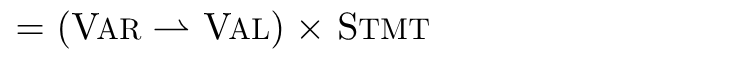 = (VAR ⇀ VAL) × STMT